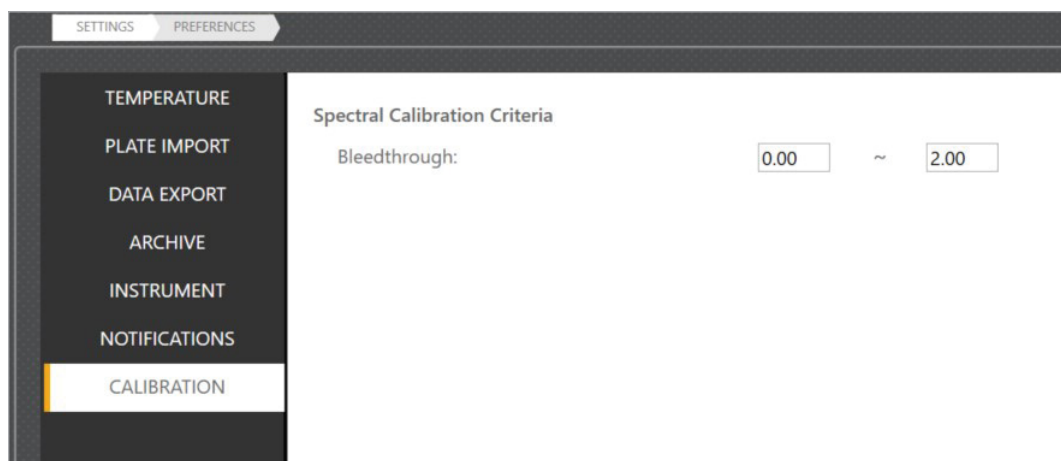 SETTINGS PREFERENCES
TEMPERATURE
PLATE IMPORT
DATA EXPORT
ARCHIVE
INSTRUMENT
NOTIFICATIONS
CALIBRATION
Spectral Calibration Criteria
Bleedthrough: 0.00 ~ 2.00